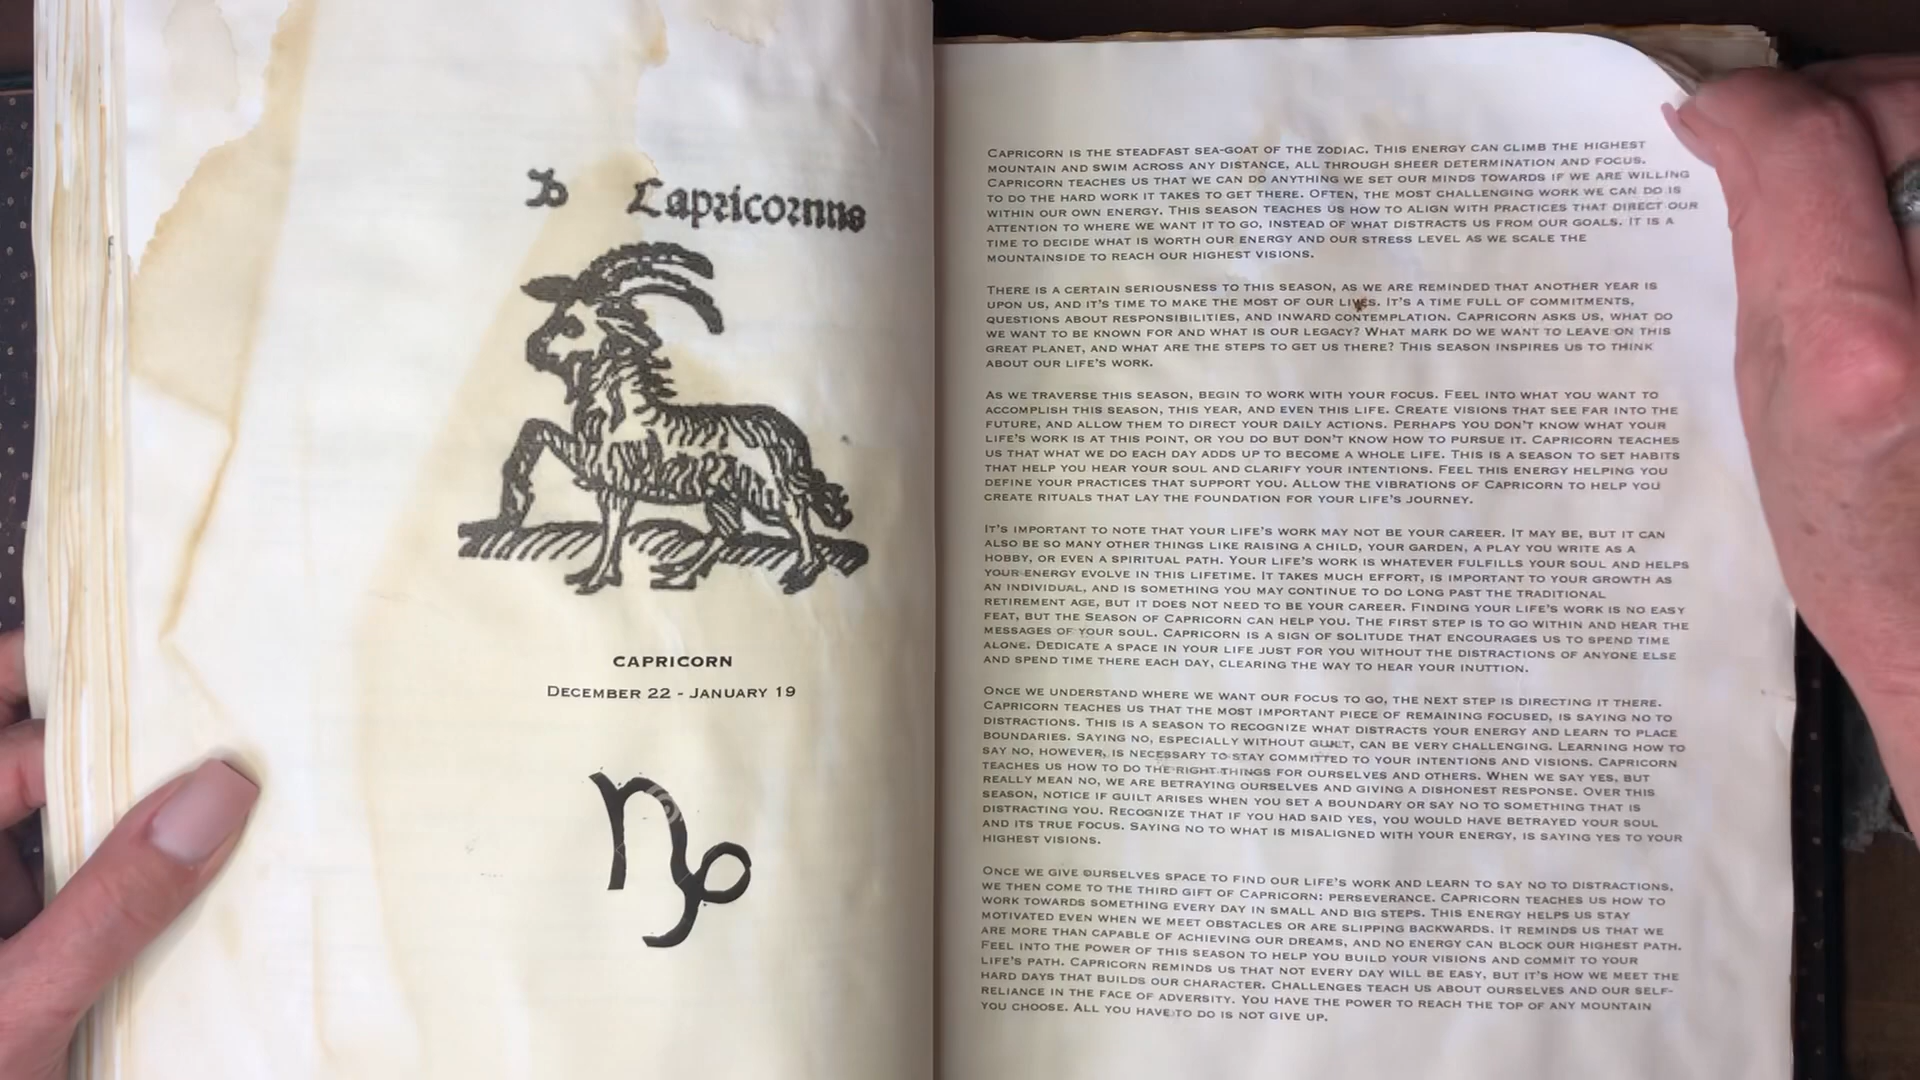 Capricornus
CAPRICORN
DECEMBER 22 - JANUARY 19
CAPRICORN IS THE STEADFAST SEA-GOAT OF THE ZODIAC. THIS ENERGY CAN CLIMB THE HIGHEST
MOUNTAIN AND SWIM ACROSS ANY DISTANCE, ALL THROUGH SHEER DETERMINATION AND FOCUS.
CAPRICORN TEACHES US THAT WE CAN DO ANYTHING WE SET OUR MINDS TOWARDS IF WE ARE WILLING
TO DO THE HARD WORK IT TAKES TO GET THERE. OFTEN, THE MOST CHALLENGING WORK WE CAN DO IS
WITHIN OUR OWN ENERGY. THIS SEASON TEACHES US HOW TO ALIGN WITH PRACTICES THAT DIRECT OUR
ATTENTION TO WHERE WE WANT IT TO GO, INSTEAD OF WHAT DISTRACTS US FROM OUR GOALS. IT IS A
TIME TO DECIDE WHAT IS WORTH OUR ENERGY AND OUR STRESS LEVEL AS WE SCALE THE
MOUNTAINSIDE TO REACH OUR HIGHEST VISIONS.
THERE IS A CERTAIN SERIOUSNESS TO THIS SEASON, AS WE ARE REMINDED THAT ANOTHER YEAR IS
UPON US, AND IT'S TIME TO MAKE THE MOST OF OUR LIVES. IT'S A TIME FULL OF COMMITMENTS,
QUESTIONS ABOUT RESPONSIBILITIES, AND INWARD CONTEMPLATION. CAPRICORN ASKS US, WHAT DO
WE WANT TO BE KNOWN FOR AND WHAT IS OUR LEGACY? WHAT MARK DO WE WANT TO LEAVE ON THIS
GREAT PLANET, AND WHAT ARE THE STEPS TO GET US THERE? THIS SEASON INSPIRES US TO THINK
ABOUT OUR LIFE'S WORK.
AS WE TRAVERSE THIS SEASON, BEGIN TO WORK WITH YOUR FOCUS. FEEL INTO WHAT YOU WANT TO
ACCOMPLISH THIS SEASON, THIS YEAR, AND EVEN THIS LIFE. CREATE VISIONS THAT SEE FAR INTO THE
FUTURE, AND ALLOW THEM TO DIRECT YOUR DAILY ACTIONS. PERHAPS YOU DON'T KNOW WHAT YOUR
LIFE'S WORK IS AT THIS POINT, OR YOU DO BUT DON'T KNOW HOW TO PURSUE IT. CAPRICORN TEACHES
US THAT WHAT WE DO EACH DAY ADDS UP TO BECOME A WHOLE LIFE. THIS IS A SEASON TO SET HABITS
THAT HELP YOU HEAR YOUR SOUL AND CLARIFY YOUR INTENTIONS. FEEL THIS ENERGY HELPING YOU
DEFINE YOUR PRACTICES THAT SUPPORT YOU. ALLOW THE VIBRATIONS OF CAPRICORN TO HELP YOU
CREATE RITUALS THAT LAY THE FOUNDATION FOR YOUR LIFE'S JOURNEY.
IT'S IMPORTANT TO NOTE THAT YOUR LIFE'S WORK MAY NOT BE YOUR CAREER. IT MAY BE, BUT IT CAN
ALSO BE SO MANY OTHER THINGS LIKE RAISING A CHILD, YOUR GARDEN, A PLAY YOU WRITE AS A
HOBBY, OR EVEN A SPIRITUAL PATH. YOUR LIFE'S WORK IS WHATEVER FULFILLS YOUR SOUL AND HELPS
YOUR ENERGY EVOLVE IN THIS LIFETIME. IT TAKES MUCH EFFORT, IS IMPORTANT TO YOUR GROWTH AS
AN INDIVIDUAL, AND IS SOMETHING YOU MAY CONTINUE TO DO LONG PAST THE TRADITIONAL
RETIREMENT AGE, BUT IT DOES NOT NEED TO BE YOUR CAREER. FINDING YOUR LIFE'S WORK IS NO EASY
FEAT, BUT THE SEASON OF CAPRICORN CAN HELP YOU. THE FIRST STEP IS TO GO WITHIN AND HEAR THE
MESSAGES OF YOUR SOUL. CAPRICORN IS A SIGN OF SOLITUDE THAT ENCOURAGES US TO SPEND TIME
ALONE. DEDICATE A SPACE IN YOUR LIFE JUST FOR YOU WITHOUT THE DISTRACTIONS OF ANYONE ELSE
AND SPEND TIME THERE EACH DAY, CLEARING THE WAY TO HEAR YOUR INUTTION.
ONCE WE UNDERSTAND WHERE WE WANT OUR FOCUS TO GO, THE NEXT STEP IS DIRECTING IT THERE.
CAPRICORN TEACHES US THAT THE MOST IMPORTANT PIECE OF REMAINING FOCUSED, IS SAYING NO TO
DISTRACTIONS. THIS IS A SEASON TO RECOGNIZE WHAT DISTRACTS YOUR ENERGY AND LEARN TO PLACE
BOUNDARIES. SAYING NO, ESPECIALLY WITHOUT GUILT, CAN BE VERY CHALLENGING. LEARNING HOW TO
SAY NO, HOWEVER, IS NECESSARY TO STAY COMMITTED TO YOUR INTENTIONS AND VISIONS. CAPRICORN
TEACHES US HOW TO DO THE RIGHT THINGS FOR OURSELVES AND OTHERS. WHEN WE SAY YES, BUT
REALLY MEAN NO, WE ARE BETRAYING OURSELVES AND GIVING A DISHONEST RESPONSE. OVER THIS
SEASON, NOTICE IF GUILT ARISES WHEN YOU SET A BOUNDARY OR SAY NO TO SOMETHING THAT IS
DISTRACTING YOU. RECOGNIZE THAT IF YOU HAD SAID YES, YOU WOULD HAVE BETRAYED YOUR SOUL
AND ITS TRUE FOCUS. SAYING NO TO WHAT IS MISALIGNED WITH YOUR ENERGY, IS SAYING YES TO YOUR
HIGHEST VISIONS.
ONCE WE GIVE OURSELVES SPACE TO FIND OUR LIFE'S WORK AND LEARN TO SAY NO TO DISTRACTIONS,
WE THEN COME TO THE THIRD GIFT OF CAPRICORN: PERSEVERANCE. CAPRICORN TEACHES US HOW TO
WORK TOWARDS SOMETHING EVERY DAY IN SMALL AND BIG STEPS. THIS ENERGY HELPS US STAY
MOTIVATED EVEN WHEN WE MEET OBSTACLES OR ARE SLIPPING BACKWARDS. IT REMINDS US THAT WE
ARE MORE THAN CAPABLE OF ACHIEVING OUR DREAMS, AND NO ENERGY CAN BLOCK OUR HIGHEST PATH.
FEEL INTO THE POWER OF THIS SEASON TO HELP YOU BUILD YOUR VISIONS AND COMMIT TO YOUR
LIFE'S PATH. CAPRICORN REMINDS US THAT NOT EVERY DAY WILL BE EASY, BUT IT'S HOW WE MEET THE
HARD DAYS THAT BUILDS OUR CHARACTER. CHALLENGES TEACH US ABOUT OURSELVES AND OUR SELF-
RELIANCE IN THE FACE OF ADVERSITY. YOU HAVE THE POWER TO REACH THE TOP OF ANY MOUNTAIN
YOU CHOOSE. ALL YOU HAVE TO DO IS NOT GIVE UP.